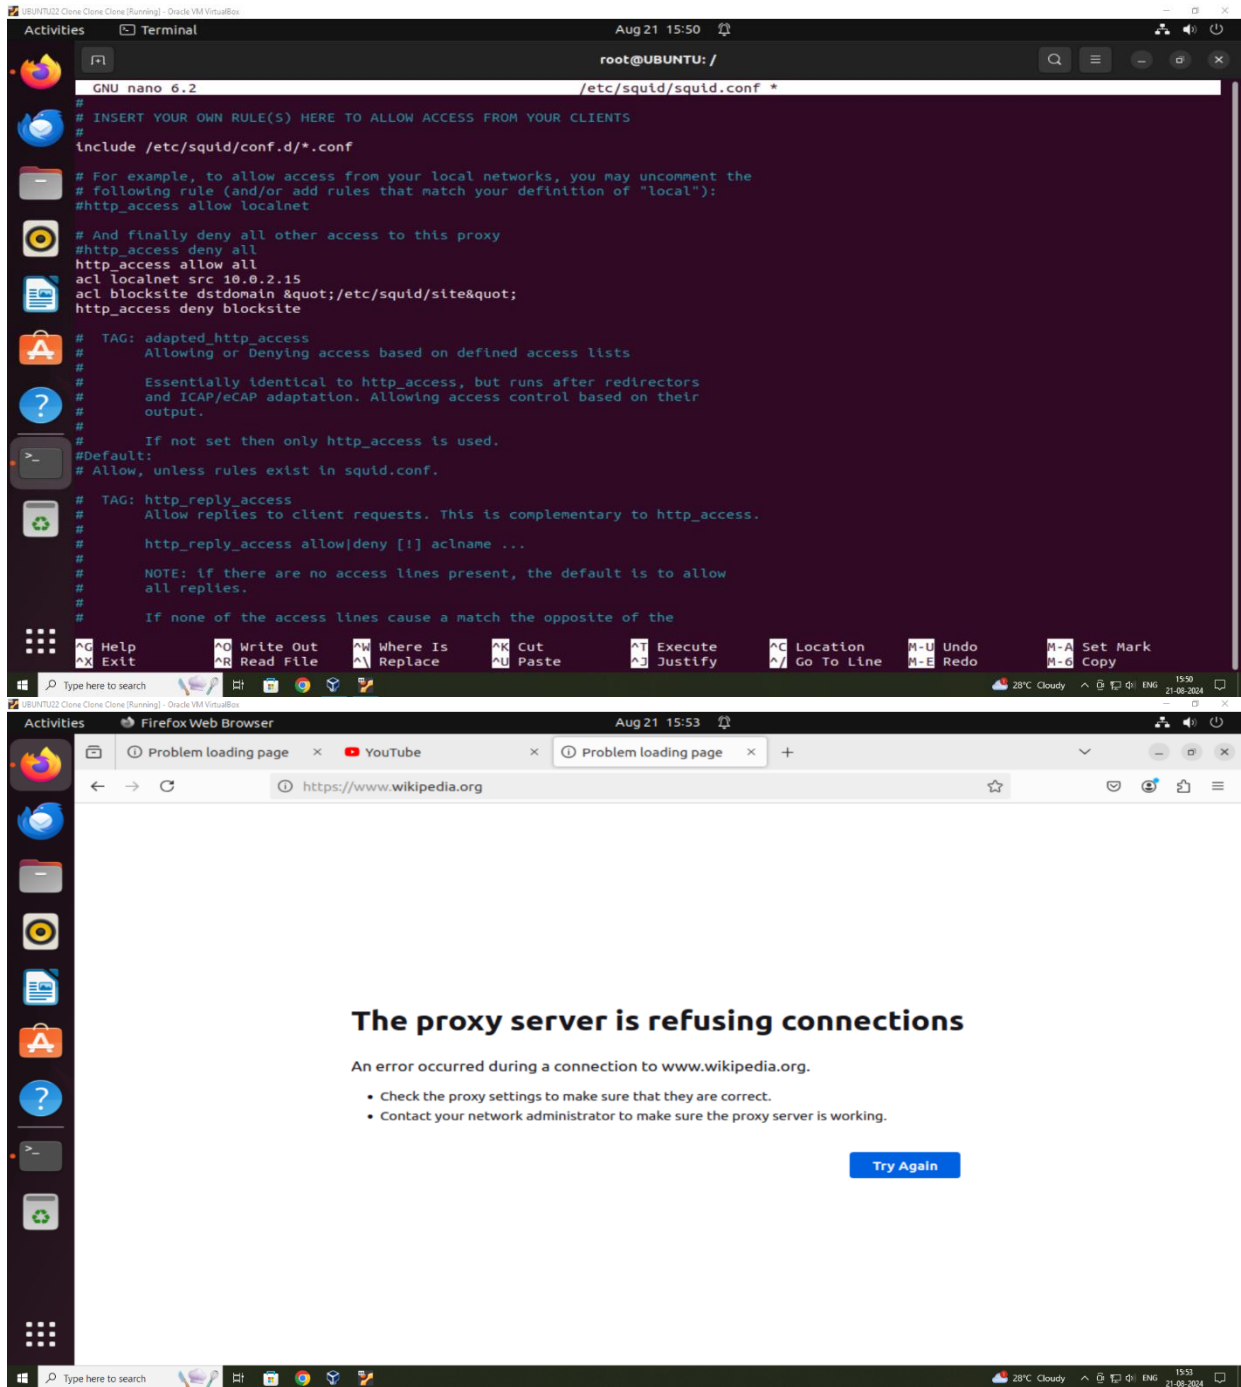 UBUNTU22 Clone Clone Clone [Running] - Oracle VM VirtualBox
Activities Terminal Aug 21 15:50
root@UBUNTU: /
GNU nano 6.2 /etc/squid/squid.conf *
#
# INSERT YOUR OWN RULE(S) HERE TO ALLOW ACCESS FROM YOUR CLIENTS
#
include /etc/squid/conf.d/*.conf
# For example, to allow access from your local networks, you may uncomment the
# following rule (and/or add rules that match your definition of "local"):
#http_access allow localnet
# And finally deny all other access to this proxy
#http_access deny all
http_access allow all
acl localnet src 10.0.2.15
acl blocksite dstdomain &quot;/etc/squid/site&quot;
http_access deny blocksite
# TAG: adapted_http_access
# Allowing or Denying access based on defined access lists
#
# Essentially identical to http_access, but runs after redirectors
# and ICAP/eCAP adaptation. Allowing access control based on their
# output.
#
# If not set then only http_access is used.
#Default:
# Allow, unless rules exist in squid.conf.
# TAG: http_reply_access
# Allow replies to client requests. This is complementary to http_access.
#
# http_reply_access allow|deny [!] aclname ...
#
# NOTE: if there are no access lines present, the default is to allow
# all replies.
#
# If none of the access lines cause a match the opposite of the
^G Help ^O Write Out ^W Where Is ^K Cut ^T Execute ^C Location M-U Undo M-A Set Mark
^X Exit ^R Read File ^\ Replace ^U Paste ^J Justify ^/ Go To Line M-E Redo M-6 Copy
Type here to search 28°C Cloudy ENG 15:50
21-08-2024
UBUNTU22 Clone Clone Clone [Running] - Oracle VM VirtualBox
Activities Firefox Web Browser Aug 21 15:53
Problem loading page YouTube Problem loading page
https://www.wikipedia.org
The proxy server is refusing connections
An error occurred during a connection to www.wikipedia.org.
• Check the proxy settings to make sure that they are correct.
• Contact your network administrator to make sure the proxy server is working.
Try Again
Type here to search 28°C Cloudy ENG 15:53
21-08-2024